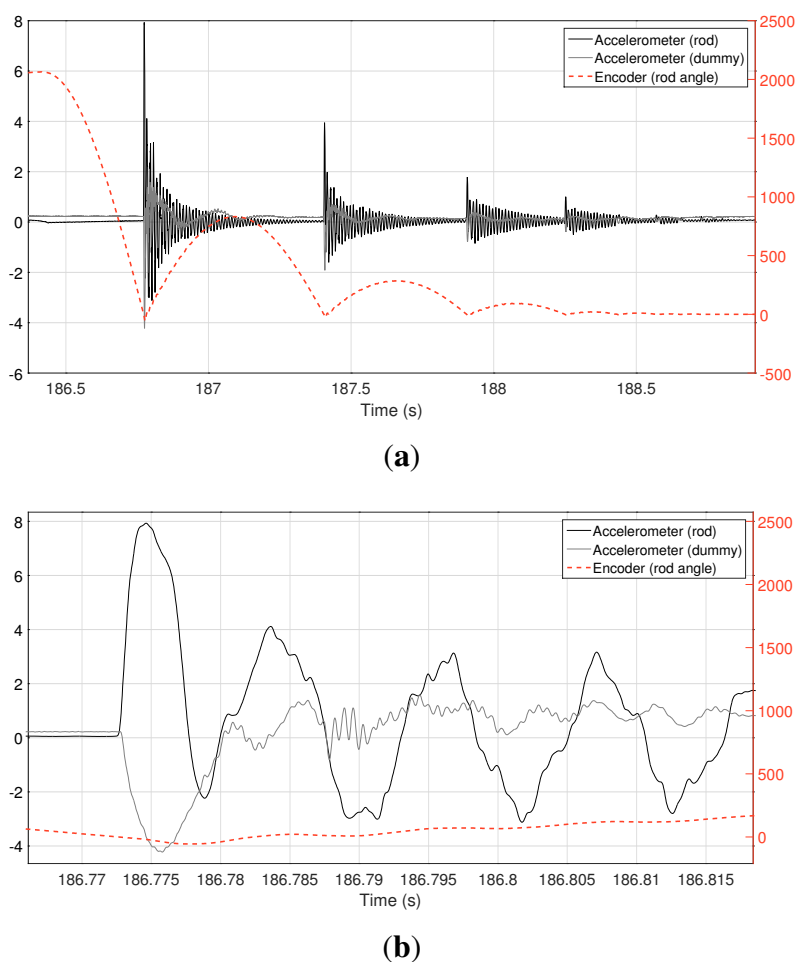 8
6
4
2
0
-2
-4
-6
2500
2000
1500
1000
500
0
-500
Accelerometer (rod)
Accelerometer (dummy)
Encoder (rod angle)
186.5 187 187.5 188 188.5
Time (s)
(a)
8
6
4
2
0
-2
-4
2500
2000
1500
1000
500
0
Accelerometer (rod)
Accelerometer (dummy)
Encoder (rod angle)
186.77 186.775 186.78 186.785 186.79 186.795 186.8 186.805 186.81 186.815
Time (s)
(b)